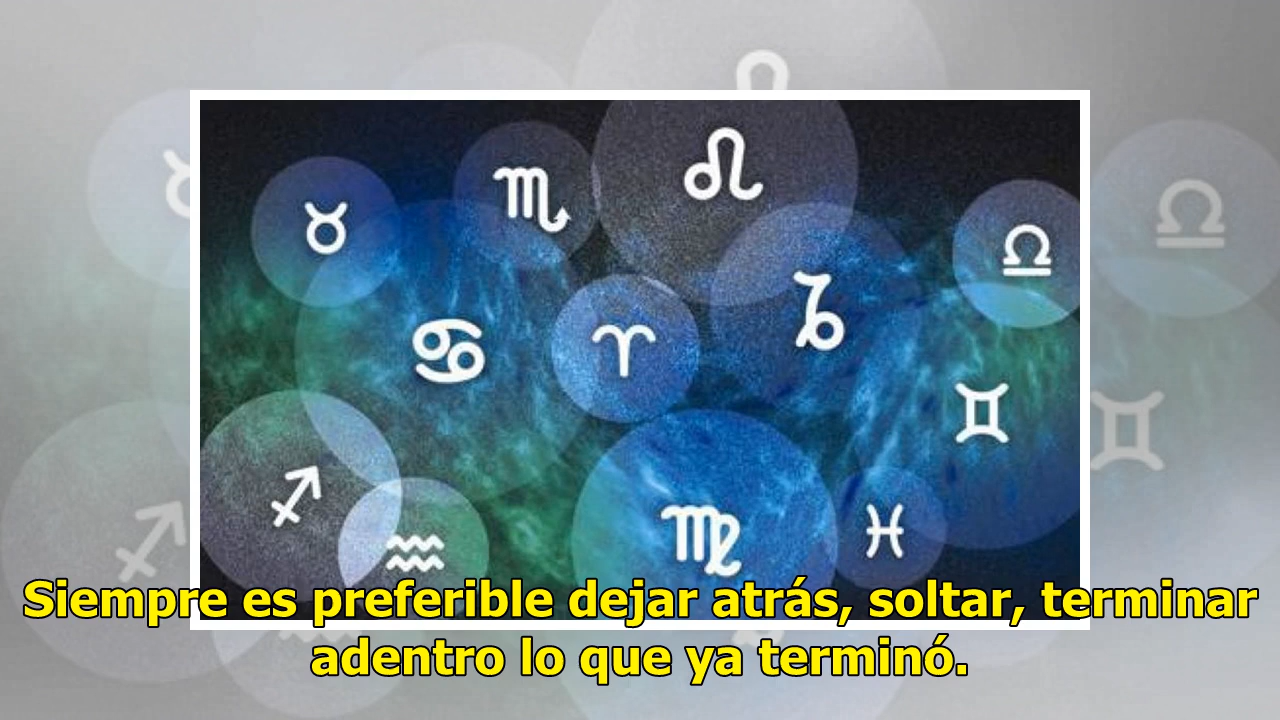 Siempre es preferible dejar atrás, soltar, terminar
adentro lo que ya terminó.